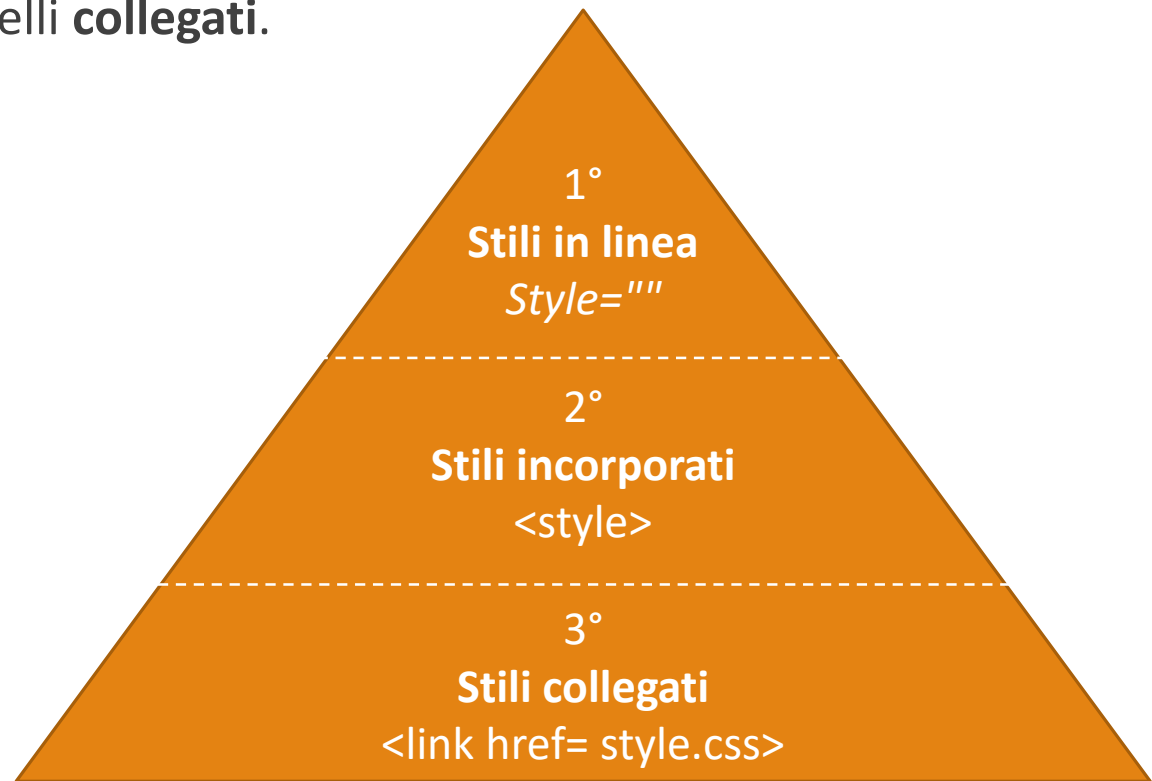 elli collegati.
1°
Stili in linea
Style=""
2°
Stili incorporati
<style>
3°
Stili collegati
<link href= style.css>